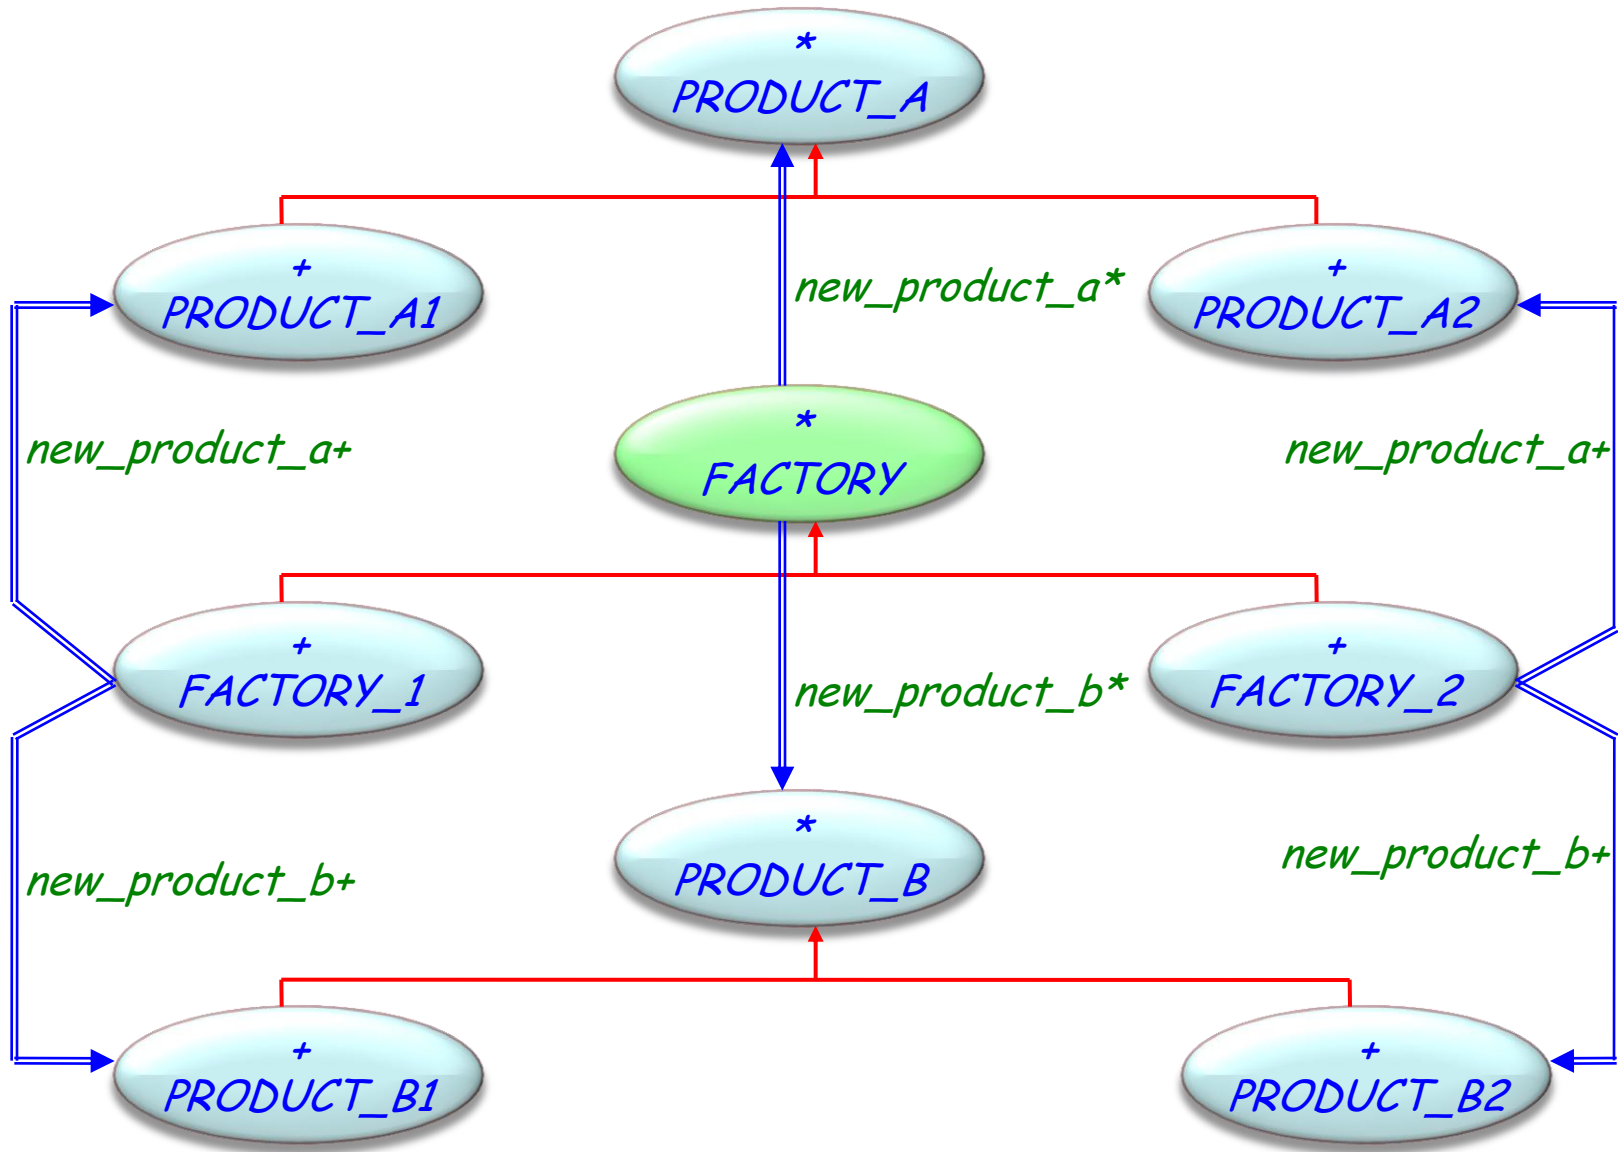 *
PRODUCT_A
+
PRODUCT_A1
new_product_a*
+
PRODUCT_A2
new_product_a+
*
FACTORY
new_product_a+
+
FACTORY_1
new_product_b*
+
FACTORY_2
new_product_b+
*
PRODUCT_B
new_product_b+
+
PRODUCT_B1
+
PRODUCT_B2